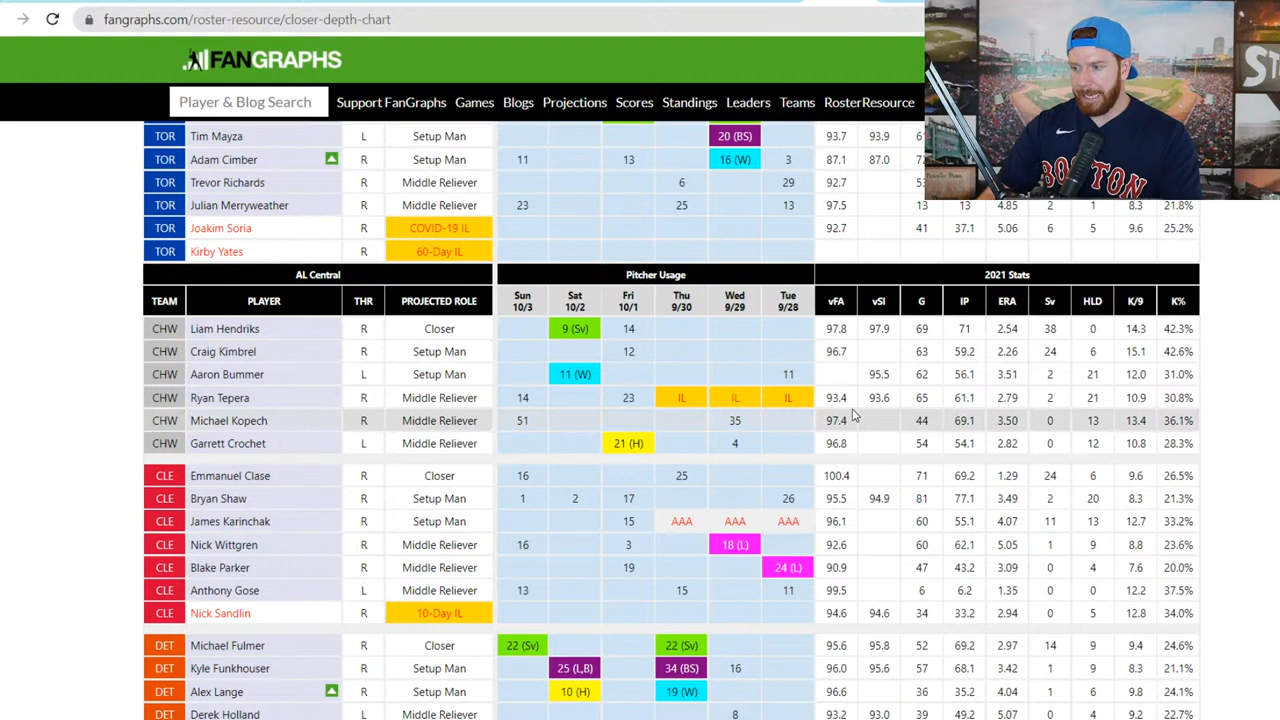 fangraphs.com/roster-resource/closer-depth-chart
FANGRAPHS
Player & Blog Search Support FanGraphs Games Blogs Projections Scores Standings Leaders Teams RosterResource
TOR Tim Mayza L Setup Man 20 (BS) 93.7 93.9
TOR Adam Cimber R Setup Man 11 13 16 (W) 3 87.1 87.0
TOR Trevor Richards R Middle Reliever 6 29 92.7
TOR Julian Merryweather R Middle Reliever 23 25 13 97.5 13 13 4.85 2 1 8.3 21.8%
TOR Joakim Soria R COVID-19 IL 92.7 41 37.1 5.06 6 5 9.6 25.2%
TOR Kirby Yates R 60-Day IL
AL Central Pitcher Usage 2021 Stats
TEAM PLAYER THR PROJECTED ROLE Sun 10/3 Sat 10/2 Fri 10/1 Thu 9/30 Wed 9/29 Tue 9/28 vFA vSI G IP ERA Sv HLD K/9 K%
CHW Liam Hendriks R Closer 9 (Sv) 14 97.8 97.9 69 71 2.54 38 0 14.3 42.3%
CHW Craig Kimbrel R Setup Man 12 96.7 63 59.2 2.26 24 6 15.1 42.6%
CHW Aaron Bummer L Setup Man 11 (W) 11 95.5 62 56.1 3.51 2 21 12.0 31.0%
CHW Ryan Tepera R Middle Reliever 14 23 IL IL IL 93.4 93.6 65 61.1 2.79 2 21 10.9 30.8%
CHW Michael Kopech R Middle Reliever 51 35 97.4 44 69.1 3.50 0 13 13.4 36.1%
CHW Garrett Crochet L Middle Reliever 21 (H) 4 96.8 54 54.1 2.82 0 12 10.8 28.3%
CLE Emmanuel Clase R Closer 16 25 100.4 71 69.2 1.29 24 6 9.6 26.5%
CLE Bryan Shaw R Setup Man 1 2 17 26 95.5 94.9 81 77.1 3.49 2 20 8.3 21.3%
CLE James Karinchak R Setup Man 15 AAA AAA AAA 96.1 60 55.1 4.07 11 13 12.7 33.2%
CLE Nick Wittgren R Middle Reliever 16 3 18 (L) 92.6 60 62.1 5.05 1 9 8.8 23.6%
CLE Blake Parker R Middle Reliever 19 24 (L) 90.9 47 43.2 3.09 0 4 7.6 20.0%
CLE Anthony Gose L Middle Reliever 13 15 11 99.5 6 6.2 1.35 0 0 12.2 37.5%
CLE Nick Sandlin R 10-Day IL 94.6 94.6 34 33.2 2.94 0 5 12.8 34.0%
DET Michael Fulmer R Closer 22 (Sv) 22 (Sv) 95.6 95.8 52 69.2 2.97 14 9 9.4 24.6%
DET Kyle Funkhouser R Setup Man 25 (L,B) 34 (BS) 16 96.0 95.6 57 68.1 3.42 1 9 8.3 21.1%
DET Alex Lange R Setup Man 10 (H) 19 (W) 96.6 36 35.2 4.04 1 6 9.8 24.1%
DET Derek Holland L Middle Reliever 8 93.2 93.0 39 49.2 5.07 0 4 9.2 22.7%
BOSTON